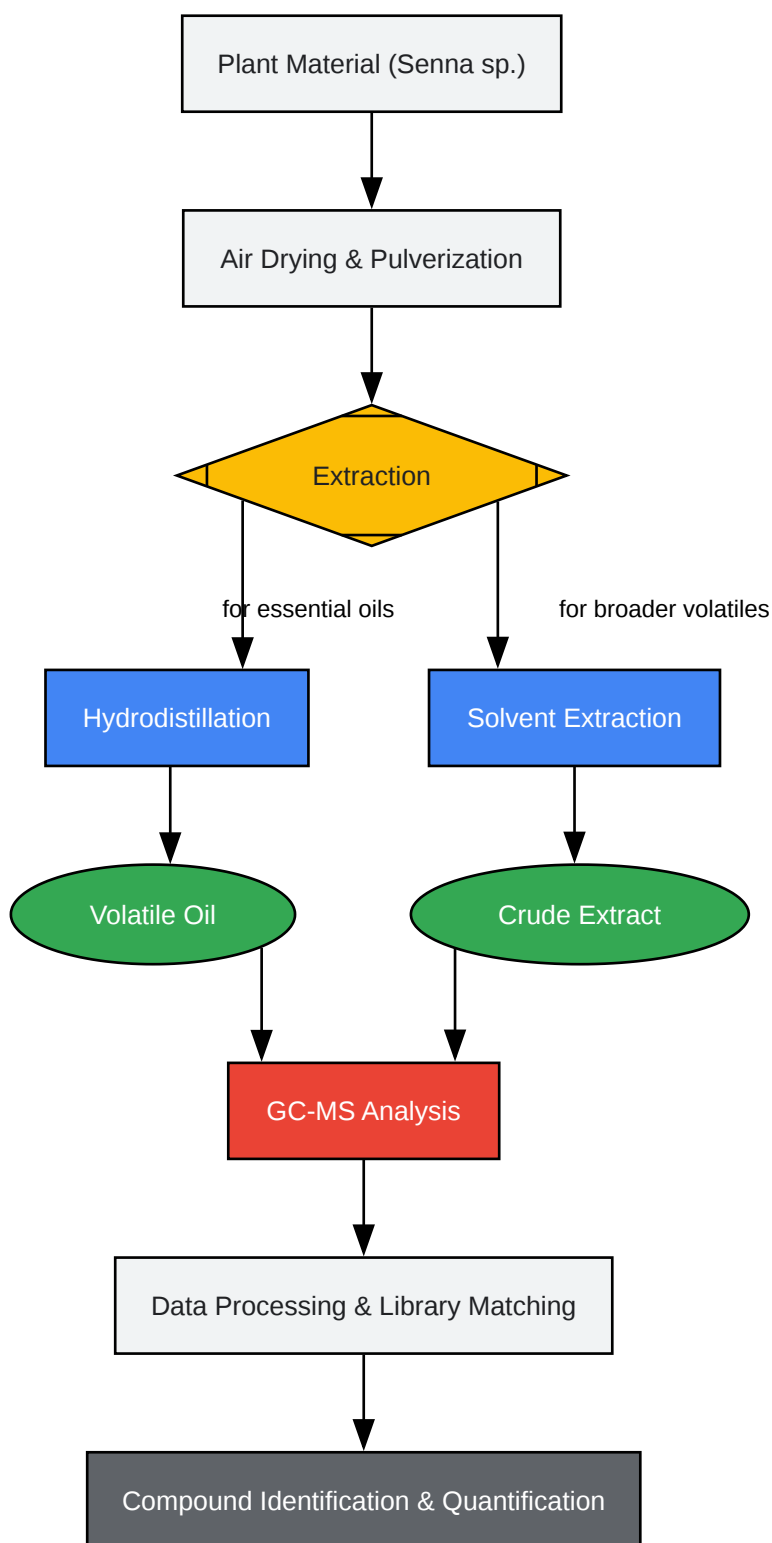 Plant Material (Senna sp.)
Air Drying & Pulverization
Extraction
for essential oils
for broader volatiles
Hydrodistillation
Solvent Extraction
Volatile Oil
Crude Extract
GC-MS Analysis
Data Processing & Library Matching
Compound Identification & Quantification